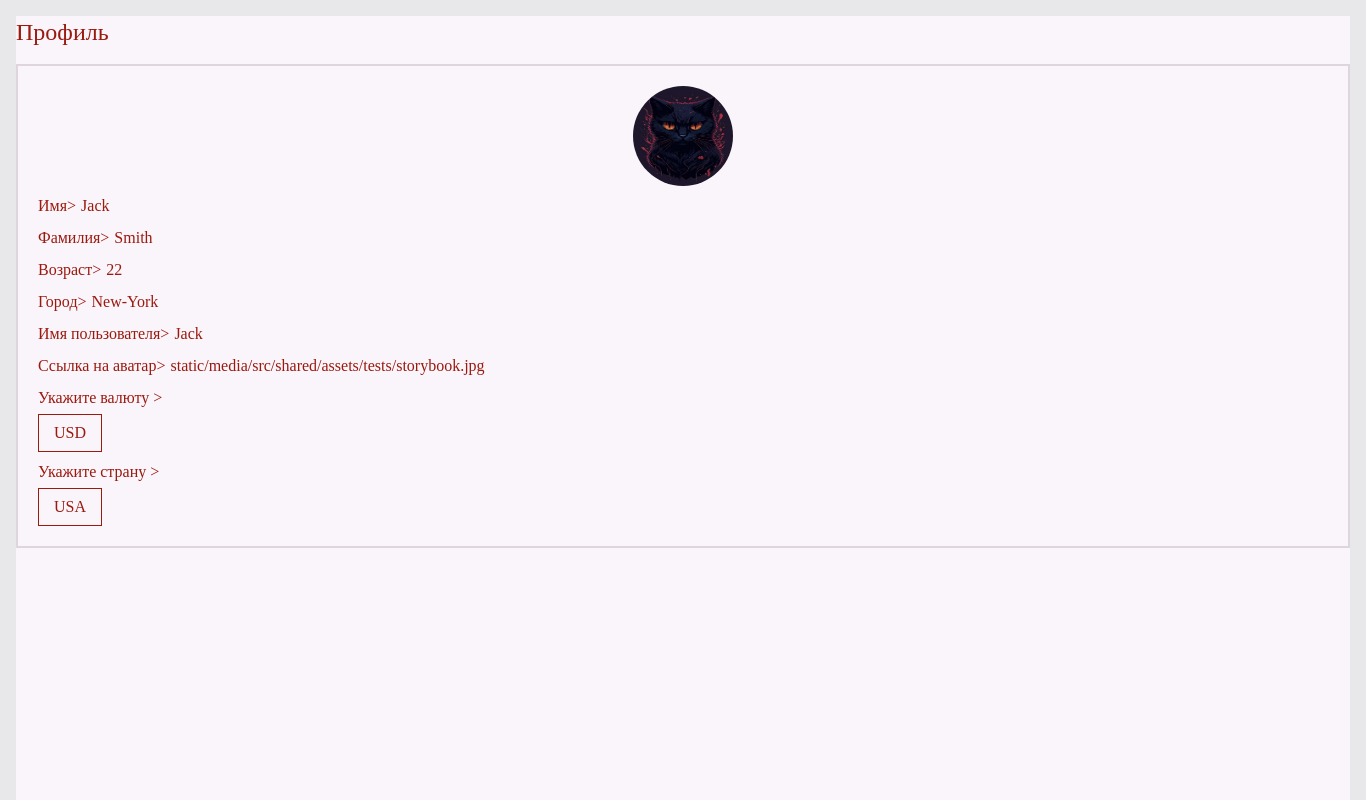 Профиль
Имя> Jack
Фамилия> Smith
Возраст> 22
Город> New-York
Имя пользователя> Jack
Ссылка на аватар> static/media/src/shared/assets/tests/storybook.jpg
Укажите валюту >
USD
Укажите страну >
USA